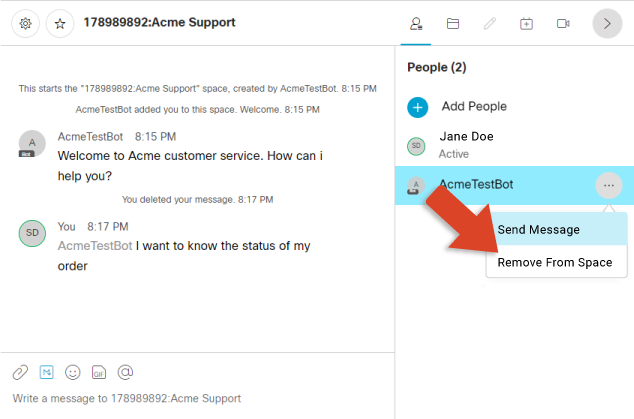 178989892:Acme Support
This starts the "178989892:Acme Support" space, created by AcmeTestBot. 8:15 PM
AcmeTestBot added you to this space. Welcome. 8:15 PM
A
Bot
AcmeTestBot 8:15 PM
Welcome to Acme customer service. How can i
help you?
You deleted your message. 8:17 PM
SD
You 8:17 PM
AcmeTestBot I want to know the status of my
order
GIF
Write a message to 178989892:Acme Support
People (2)
Add People
SD
Jane Doe
Active
A
Bot
AcmeTestBot
Send Message
Remove From Space